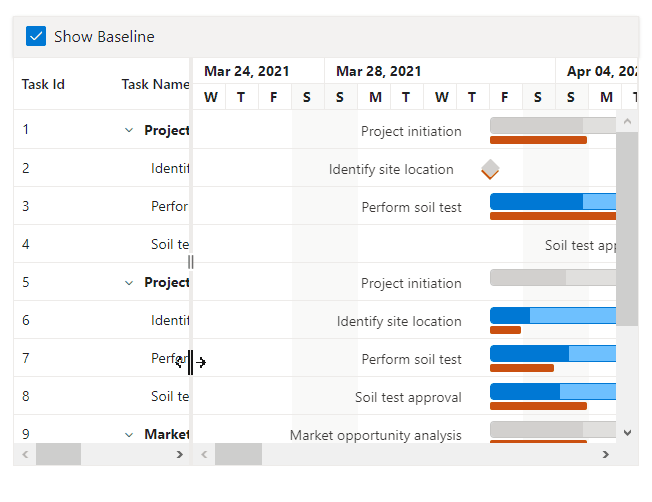 Show Baseline
Mar 24, 2021 Mar 28, 2021 Apr 04, 202
Task Id Task Name
W T F S S M T W T F S S M T
1 Project Project initiation
2 Identif Identify site location
3 Perfor Perform soil test
4 Soil te Soil test app
5 Project Project initiation
6 Identif Identify site location
7 Perfor Perform soil test
8 Soil te Soil test approval
9 Market Market opportunity analysis